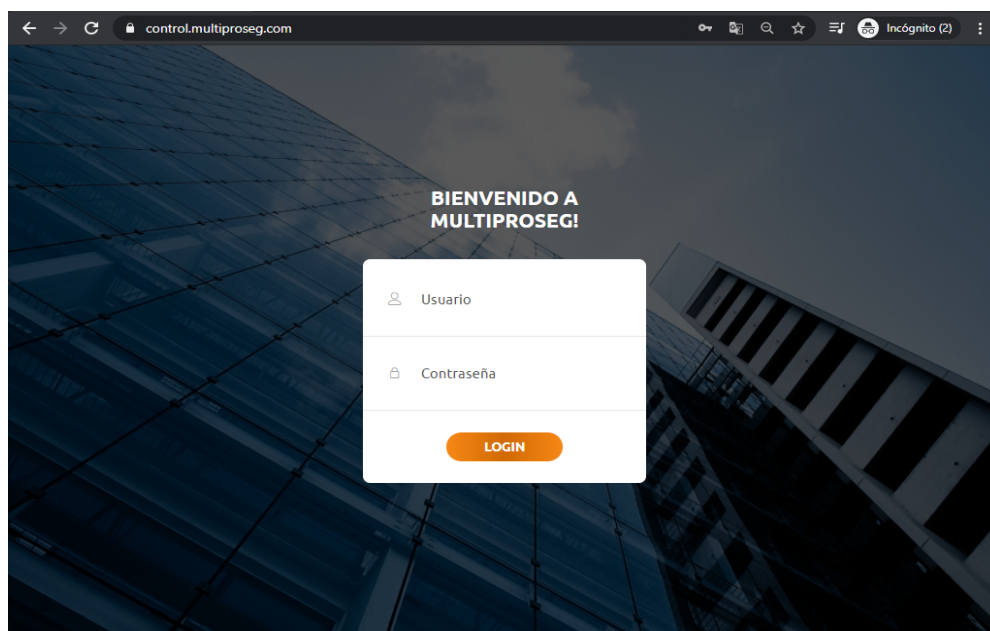 control.multiproseg.com
Incógnito (2)
BIENVENIDO A
MULTIPROSEG!
Usuario
Contraseña
LOGIN